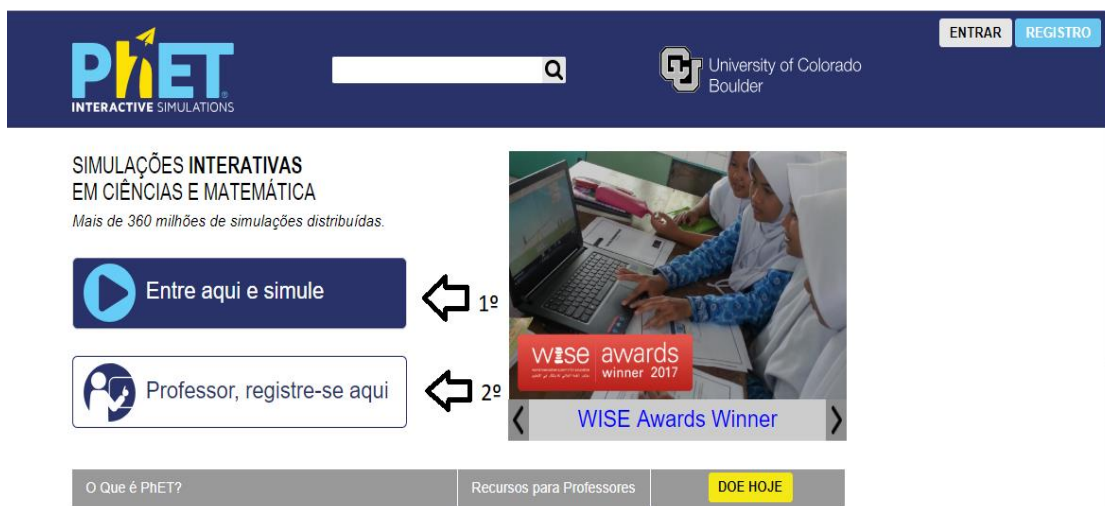 ENTRAR REGISTRO
PhET
INTERACTIVE SIMULATIONS
University of Colorado
Boulder
SIMULAÇÕES INTERATIVAS
EM CIÊNCIAS E MATEMÁTICA
Mais de 360 milhões de simulações distribuídas.
Entre aqui e simule
1º
Professor, registre-se aqui
2º
wise awards
winner 2017
WISE Awards Winner
O Que é PhET? Recursos para Professores DOE HOJE